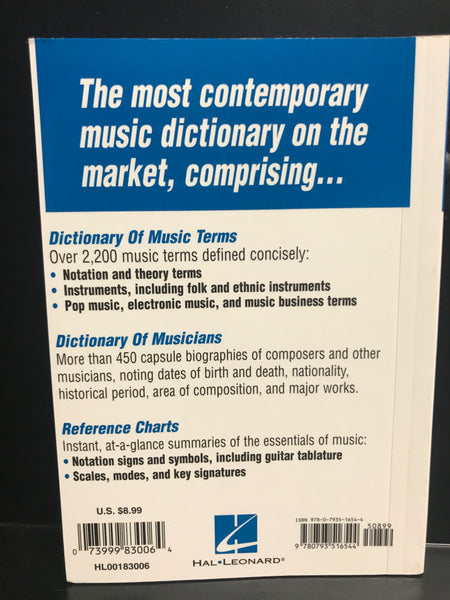 The most contemporary
music dictionary on the
market, comprising...
Dictionary Of Music Terms
Over 2,200 music terms defined concisely:
• Notation and theory terms
• Instruments, including folk and ethnic instruments
• Pop music, electronic music, and music business terms
Dictionary Of Musicians
More than 450 capsule biographies of composers and other
musicians, noting dates of birth and death, nationality,
historical period, area of composition, and major works.
Reference Charts
Instant, at-a-glance summaries of the essentials of music:
• Notation signs and symbols, including guitar tablature
• Scales, modes, and key signatures
U.S. $8.99
0 73999 83006 4
HL00183006
HAL•LEONARD®
ISBN 978-0-7935-1654-4
50899
9 780793 516544